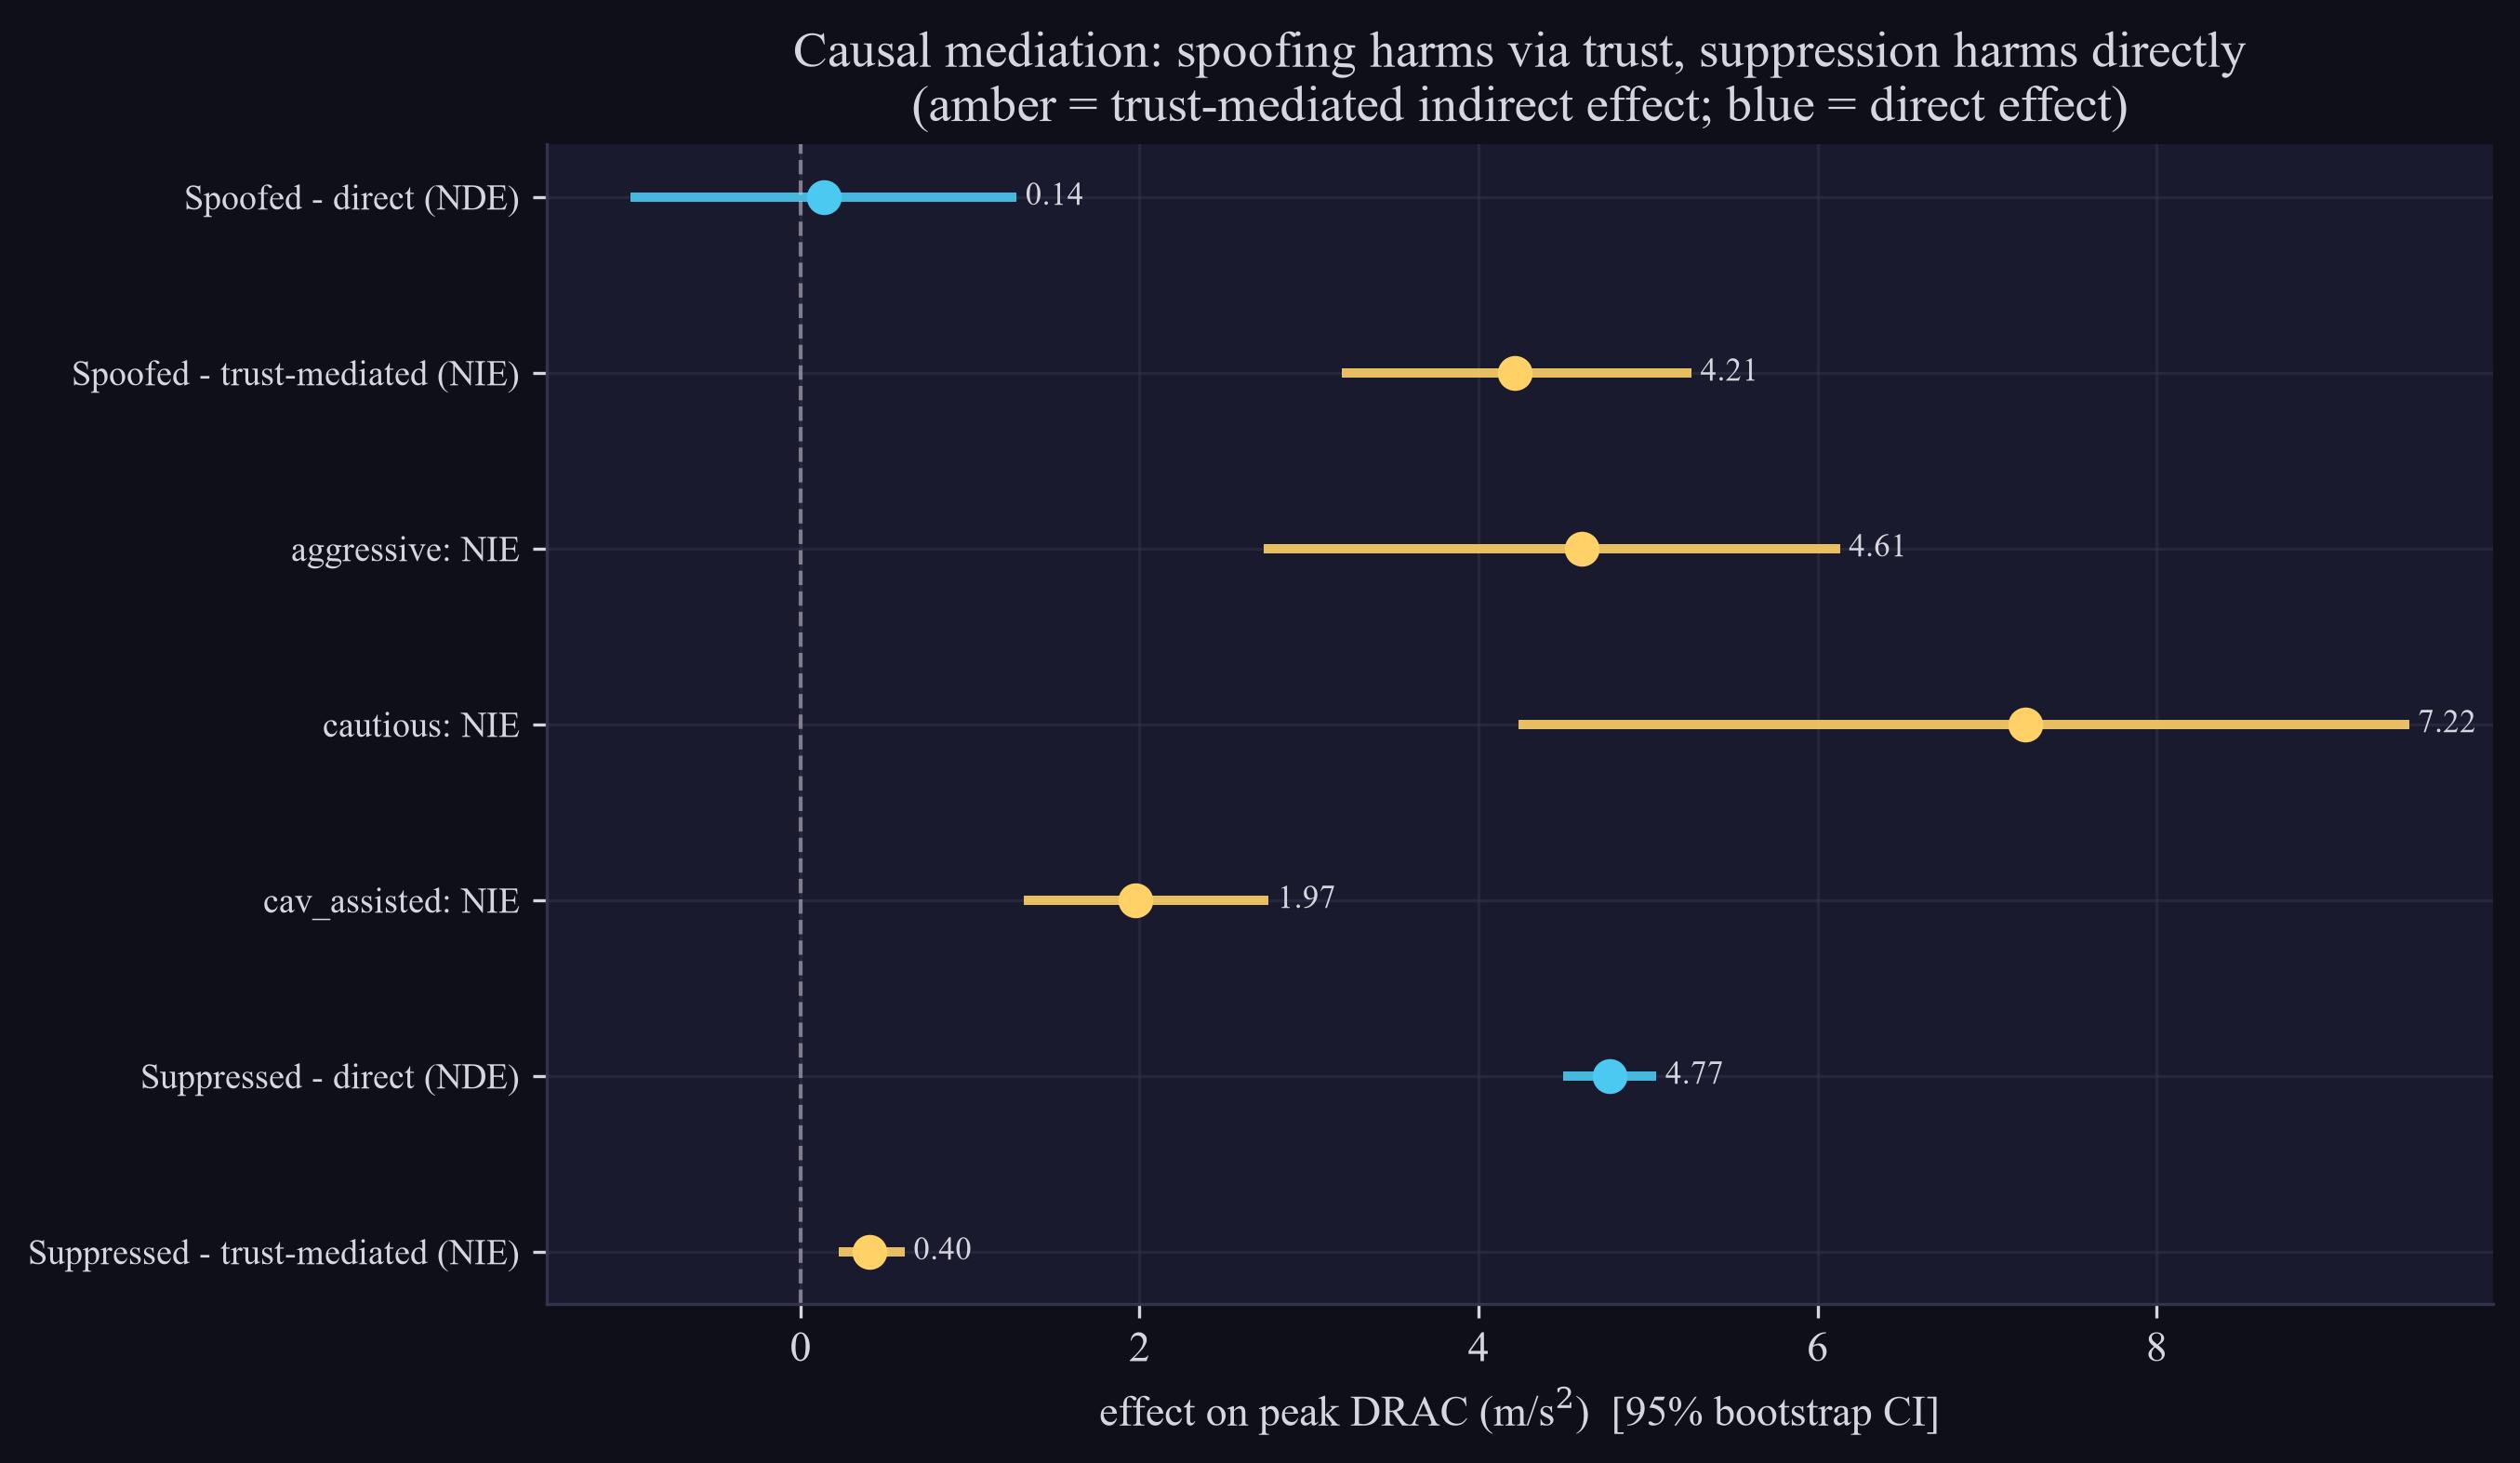 Causal mediation: spoofing harms via trust, suppression harms directly
(amber = trust-mediated indirect effect; blue = direct effect)
Spoofed - direct (NDE)
0.14
Spoofed - trust-mediated (NIE)
4.21
aggressive: NIE
4.61
cautious: NIE
7.22
cav_assisted: NIE
1.97
Suppressed - direct (NDE)
4.77
Suppressed - trust-mediated (NIE)
0.40
0 2 4 6 8
effect on peak DRAC (m/s²) [95% bootstrap CI]